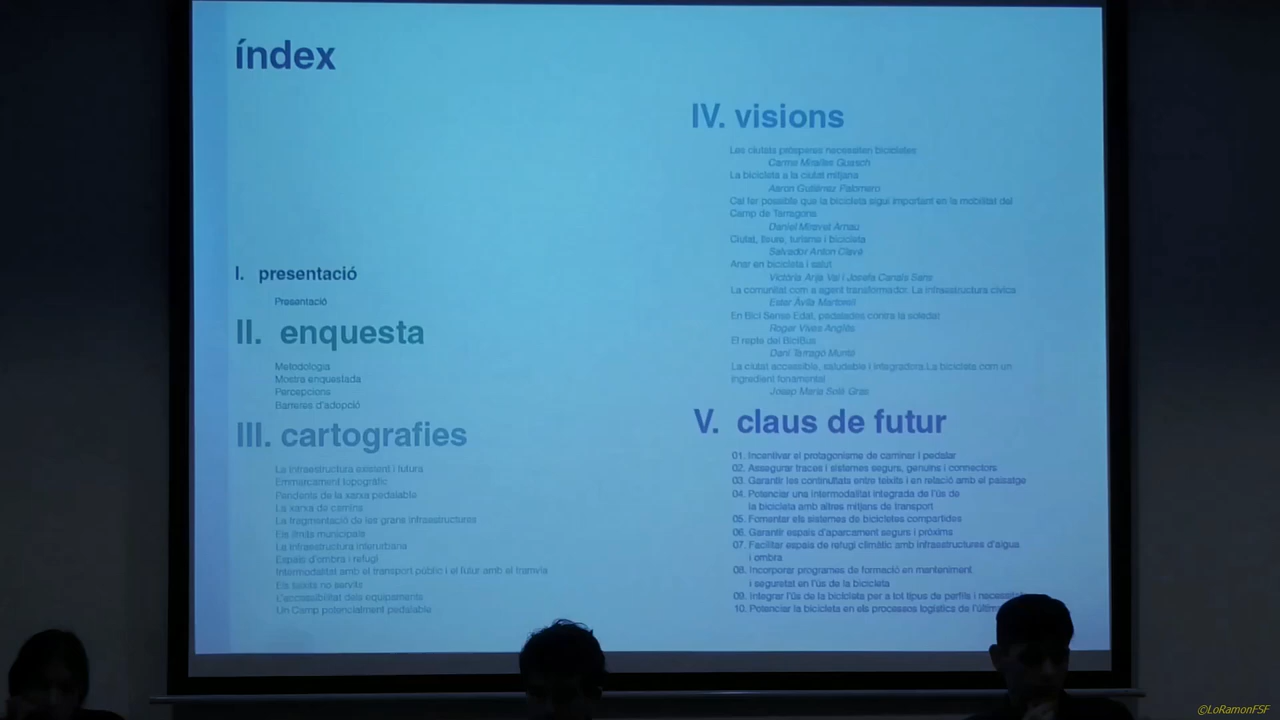 índex
I. presentació
Presentació
II. enquesta
Metodologia
Mostra enquestada
Percepcions
Barreres d'adopció
III. cartografies
La infraestructura existent i futura
Emmarcament topogràfic
Pendents de la xarxa pedalable
La xarxa de camins
La fragmentació de les grans infraestructures
Els límits municipals
La infraestructura interurbana
Espais d'ombra i refugi
Intermodalitat amb el transport públic i el futur amb el tramvia
Els teixits no servits
L'accessibilitat dels equipaments
Un Camp potencialment pedalable
IV. visions
Les ciutats pròsperes necessiten bicicletes
Carme Miralles Guasch
La bicicleta a la ciutat mitjana
Aaron Gutiérrez Palomero
Cal fer possible que la bicicleta sigui important en la mobilitat del
Camp de Tarragona
Daniel Miravet Arnau
Ciutat, lleure, turisme i bicicleta
Salvador Anton Clavé
Anar en bicicleta i salut
Victòria Arija Val i Josefa Canals Sans
La comunitat com a agent transformador. La infraestructura cívica
Ester Àvila Martorell
En Bici Sense Edat, pedalades contra la soledat
Roger Vives Anglès
El repte del BiciBus
Dani Tarragó Munté
La ciutat accessible, saludable i integradora.La bicicleta com un
ingredient fonamental
Josep Maria Solé Gras
V. claus de futur
01. Incentivar el protagonisme de caminar i pedalar
02. Assegurar traces i sistemes segurs, genuïns i connectors
03. Garantir les continuïtats entre teixits i en relació amb el paisatge
04. Potenciar una intermodalitat integrada de l'ús de
la bicicleta amb altres mitjans de transport
05. Fomentar els sistemes de bicicletes compartides
06. Garantir espais d'aparcament segurs i pròxims
07. Facilitar espais de refugi climàtic amb infraestructures d'aigua
i ombra
08. Incorporar programes de formació en manteniment
i seguretat en l'ús de la bicicleta
09. Integrar l'ús de la bicicleta per a tot tipus de perfils i
10. Potenciar la bicicleta en els processos logístics de
©LoRamonFSF